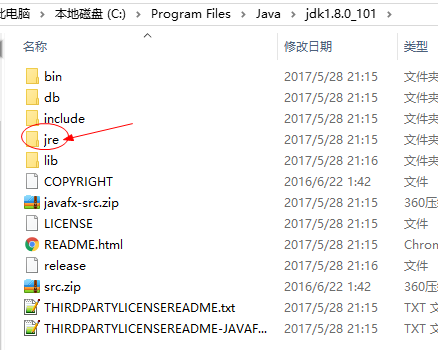 此电脑 › 本地磁盘 (C:) › Program Files › Java › jdk1.8.0_101 ›
名称 修改日期 类型
bin 2017/5/28 21:15 文件夹
db 2017/5/28 21:15 文件夹
include 2017/5/28 21:15 文件夹
jre 2017/5/28 21:15 文件夹
lib 2017/5/28 21:16 文件夹
COPYRIGHT 2016/6/22 1:42 文件
javafx-src.zip 2017/5/28 21:15 360压缩
LICENSE 2017/5/28 21:15 文件
README.html 2017/5/28 21:15 Chrom
release 2017/5/28 21:16 文件
src.zip 2016/6/22 1:42 360压缩
THIRDPARTYLICENSEREADME.txt 2017/5/28 21:15 TXT 文
THIRDPARTYLICENSEREADME-JAVAF... 2017/5/28 21:15 TXT 文